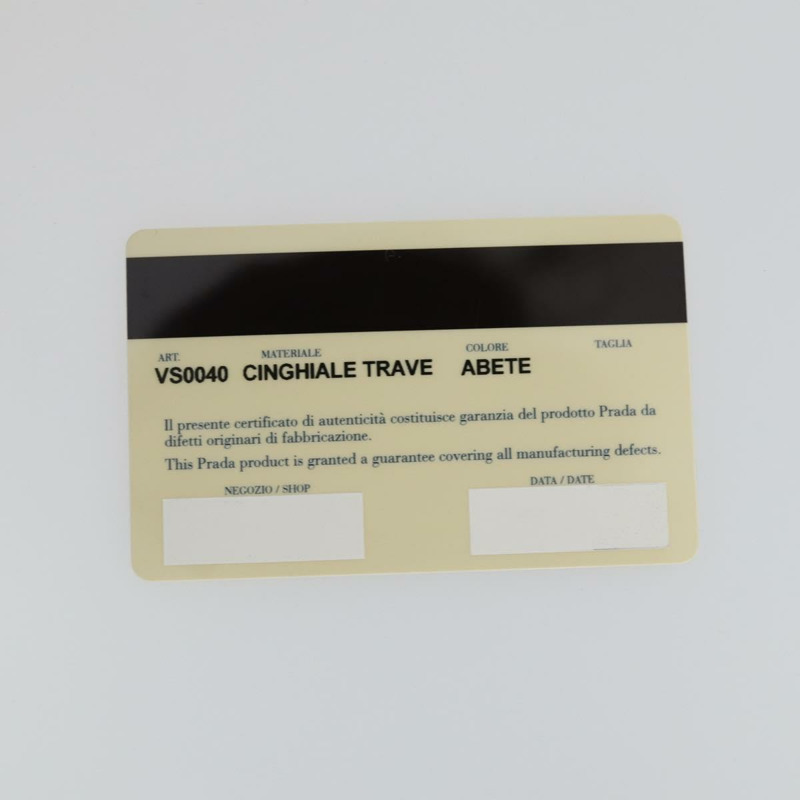 ART. MATERIALE COLORE TAGLIA
VS0040 CINGHIALE TRAVE ABETE
Il presente certificato di autenticità costituisce garanzia del prodotto Prada da
difetti originari di fabbricazione.
This Prada product is granted a guarantee covering all manufacturing defects.
NEGOZIO / SHOP DATA / DATE